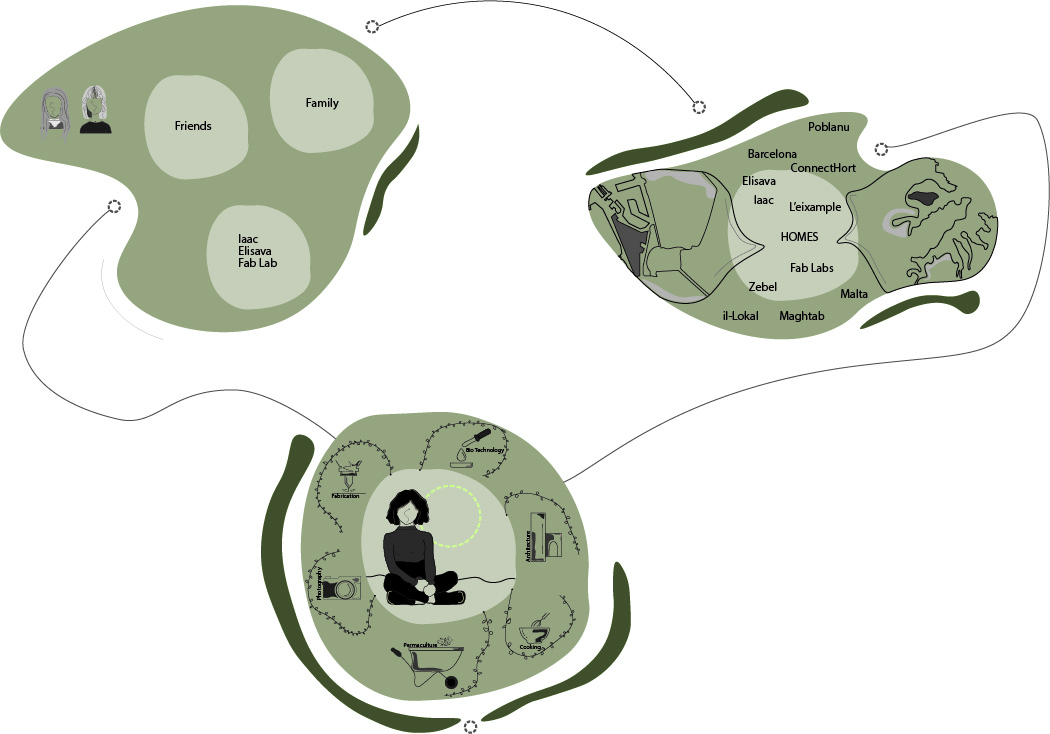 Family
Friends
Iaac
Elisava
Fab Lab
Poblanu
Barcelona
ConnectHort
Elisava
Iaac
L'eixample
HOMES
Fab Labs
Zebel
Malta
il-Lokal
Maghtab
Bio Technology
Fabrication
Architecture
Photography
Permaculture
Cooking